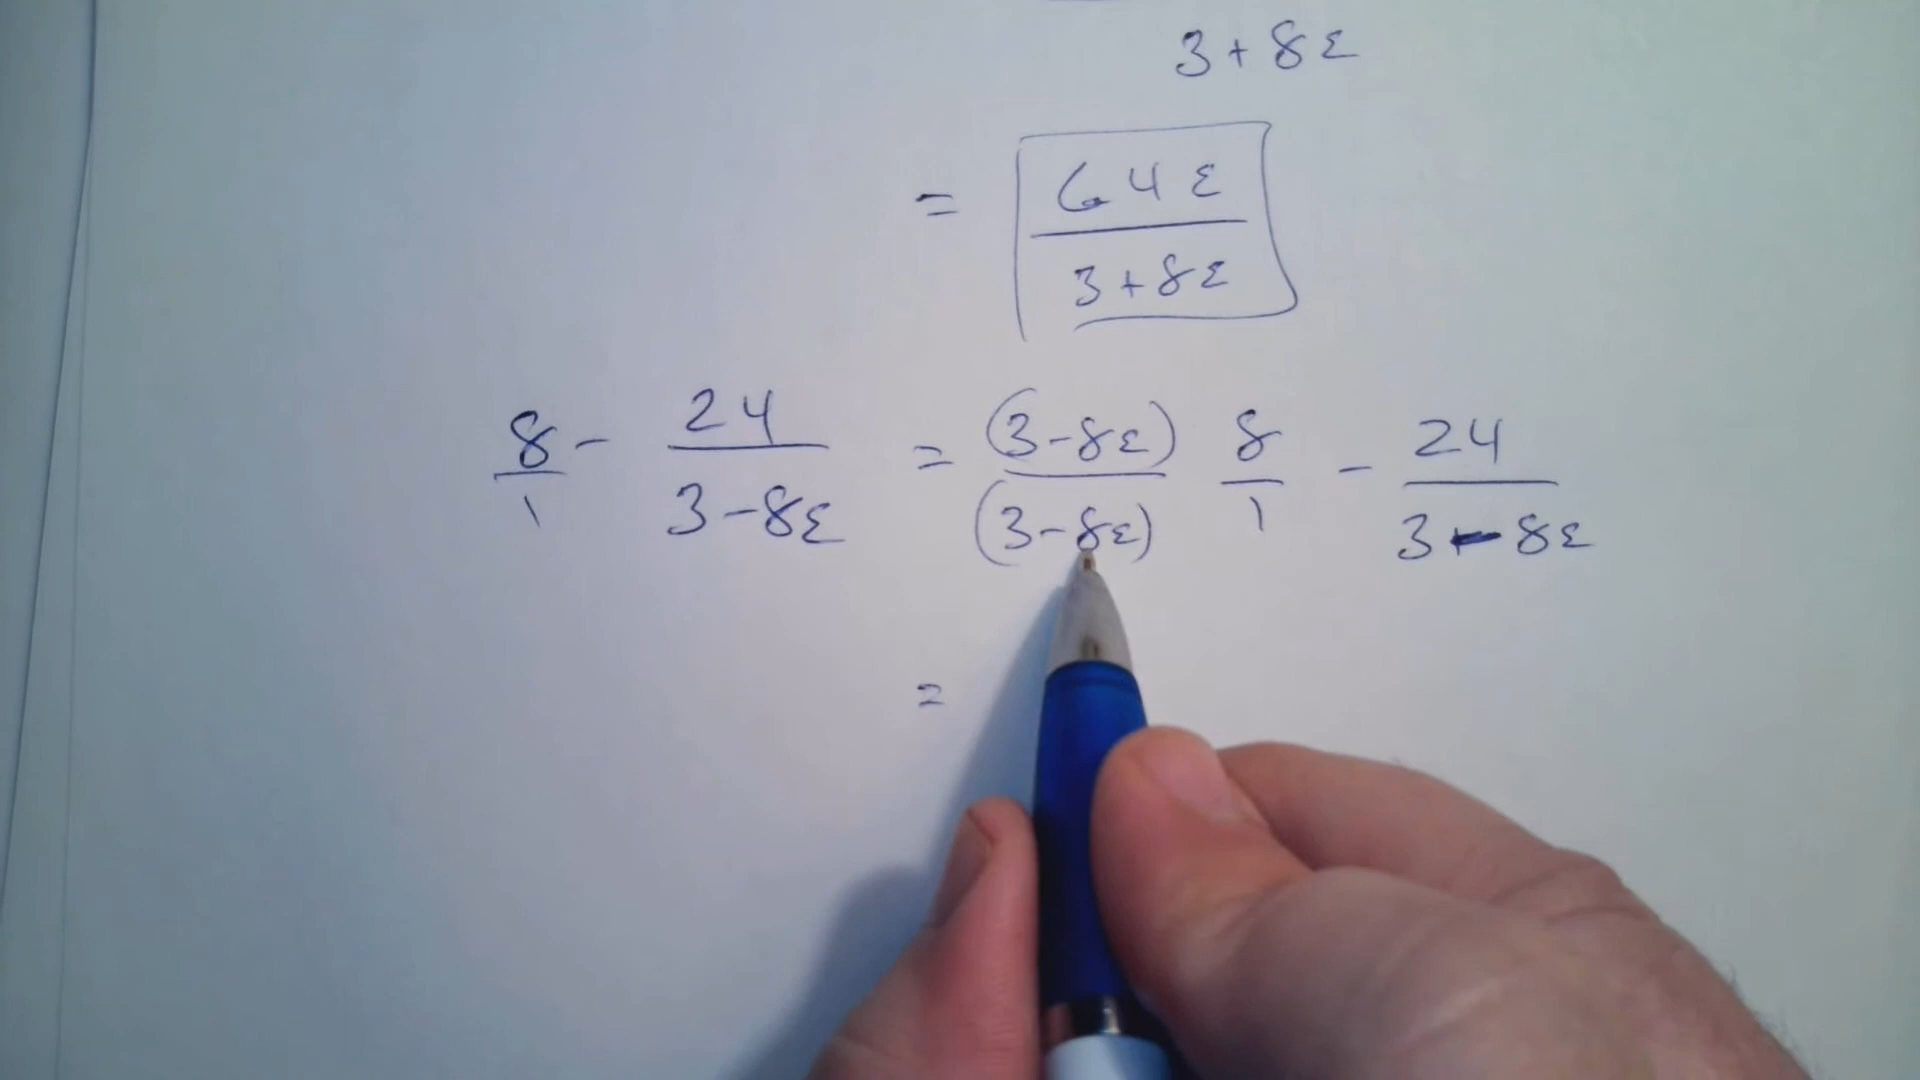 3 + 8ε
= 64ε / 3+8ε
8/1 - 24/3-8ε = (3-8ε)/(3-8ε) 8/1 - 24/3-8ε
=